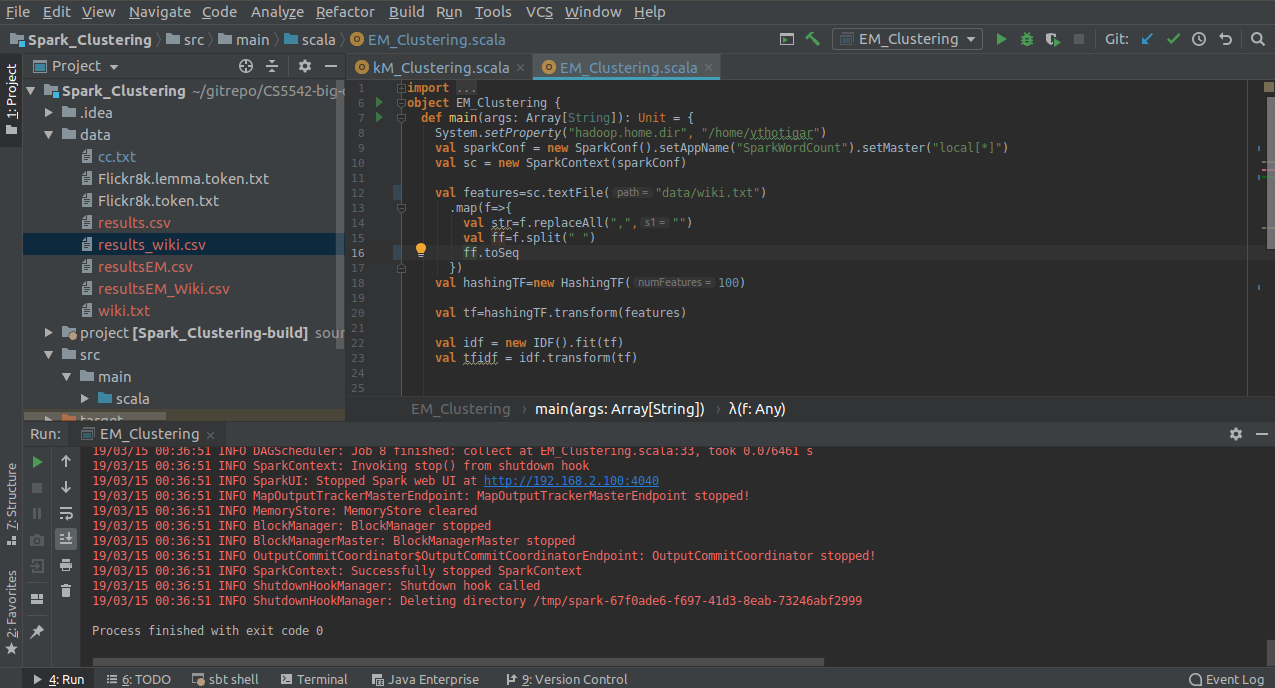 File Edit View Navigate Code Analyze Refactor Build Run Tools VCS Window Help
Spark_Clustering src main scala EM_Clustering.scala EM_Clustering Git:
1: Project
Project
kM_Clustering.scala EM_Clustering.scala
Spark_Clustering ~/gitrepo/CS5542-big-
.idea
data
cc.txt
Flickr8k.lemma.token.txt
Flickr8k.token.txt
results.csv
results_wiki.csv
resultsEM.csv
resultsEM_Wiki.csv
wiki.txt
project [Spark_Clustering-build] sour
src
main
scala
target
1 import ...
6 object EM_Clustering {
7 def main(args: Array[String]): Unit = {
8 System.setProperty("hadoop.home.dir", "/home/ythotigar")
9 val sparkConf = new SparkConf().setAppName("SparkWordCount").setMaster("local[*]")
10 val sc = new SparkContext(sparkConf)
11
12 val features=sc.textFile( path = "data/wiki.txt")
13 .map(f=>{
14 val str=f.replaceAll(",", s1 = "")
15 val ff=f.split(" ")
16 ff.toSeq
17 })
18 val hashingTF=new HashingTF( numFeatures = 100)
19
20 val tf=hashingTF.transform(features)
21
22 val idf = new IDF().fit(tf)
23 val tfidf = idf.transform(tf)
24
25
EM_Clustering › main(args: Array[String]) › λ(f: Any)
Run: EM_Clustering
19/03/15 00:36:51 INFO DAGScheduler: Job 8 finished: collect at EM_Clustering.scala:33, took 0.076461 s
19/03/15 00:36:51 INFO SparkContext: Invoking stop() from shutdown hook
19/03/15 00:36:51 INFO SparkUI: Stopped Spark web UI at http://192.168.2.100:4040
19/03/15 00:36:51 INFO MapOutputTrackerMasterEndpoint: MapOutputTrackerMasterEndpoint stopped!
19/03/15 00:36:51 INFO MemoryStore: MemoryStore cleared
19/03/15 00:36:51 INFO BlockManager: BlockManager stopped
19/03/15 00:36:51 INFO BlockManagerMaster: BlockManagerMaster stopped
19/03/15 00:36:51 INFO OutputCommitCoordinator$OutputCommitCoordinatorEndpoint: OutputCommitCoordinator stopped!
19/03/15 00:36:51 INFO SparkContext: Successfully stopped SparkContext
19/03/15 00:36:51 INFO ShutdownHookManager: Shutdown hook called
19/03/15 00:36:51 INFO ShutdownHookManager: Deleting directory /tmp/spark-67f0ade6-f697-41d3-8eab-73246abf2999
Process finished with exit code 0
7: Structure
2: Favorites
4: Run 6: TODO sbt shell Terminal Java Enterprise 9: Version Control Event Log